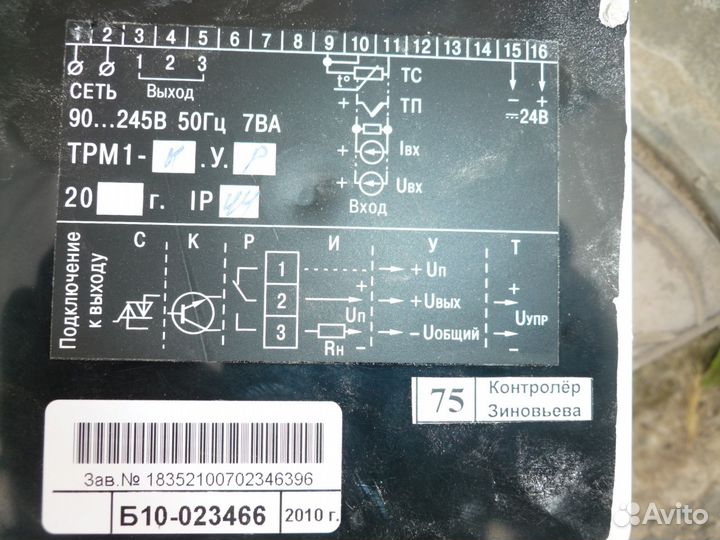 1 2 3 4 5 6 7 8 9 10 11 12 13 14 15 16
1 2 3
СЕТЬ Выход
90...245В 50Гц 7ВА
t° ТС
+ ТП
+ Iвх
+ Uвх
Вход
− +
24В
ТРМ1- .У.Р
20 г. IP 44
Подключение к выходу
С К Р И У Т
1 + Uп
2 + Uп + Uвых + Uупр −
3 Rн − − Uобщий
75 Контролёр Зиновьева
Зав.№ 18352100702346396
Б10-023466 2010 г.
Avito